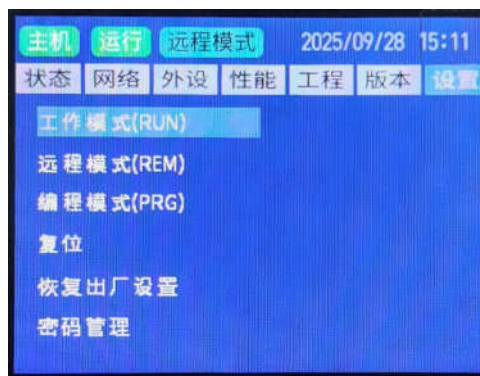 主机 运行 远程模式 2025/09/28 15:11
状态 网络 外设 性能 工程 版本 设置
工作模式(RUN)
远程模式(REM)
编程模式(PRG)
复位
恢复出厂设置
密码管理